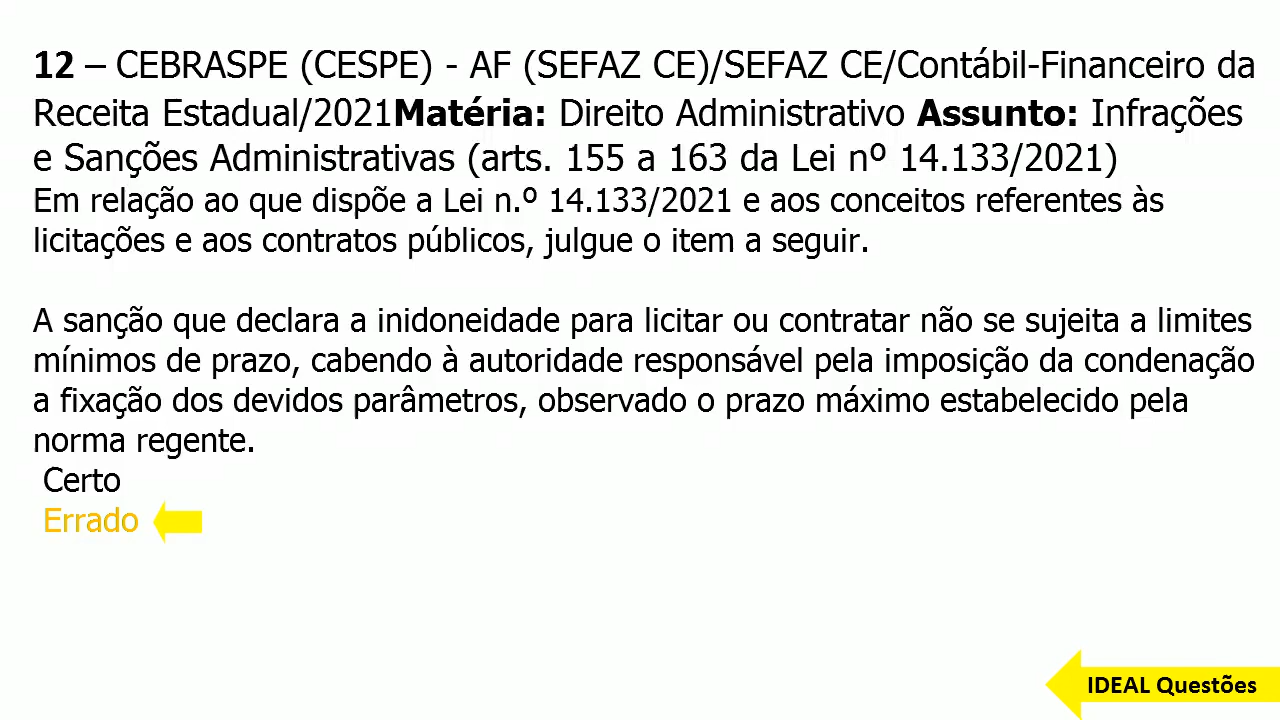 12 – CEBRASPE (CESPE) - AF (SEFAZ CE)/SEFAZ CE/Contábil-Financeiro da
Receita Estadual/2021Matéria: Direito Administrativo Assunto: Infrações
e Sanções Administrativas (arts. 155 a 163 da Lei nº 14.133/2021)
Em relação ao que dispõe a Lei n.º 14.133/2021 e aos conceitos referentes às
licitações e aos contratos públicos, julgue o item a seguir.
A sanção que declara a inidoneidade para licitar ou contratar não se sujeita a limites
mínimos de prazo, cabendo à autoridade responsável pela imposição da condenação
a fixação dos devidos parâmetros, observado o prazo máximo estabelecido pela
norma regente.
Certo
Errado
IDEAL Questões